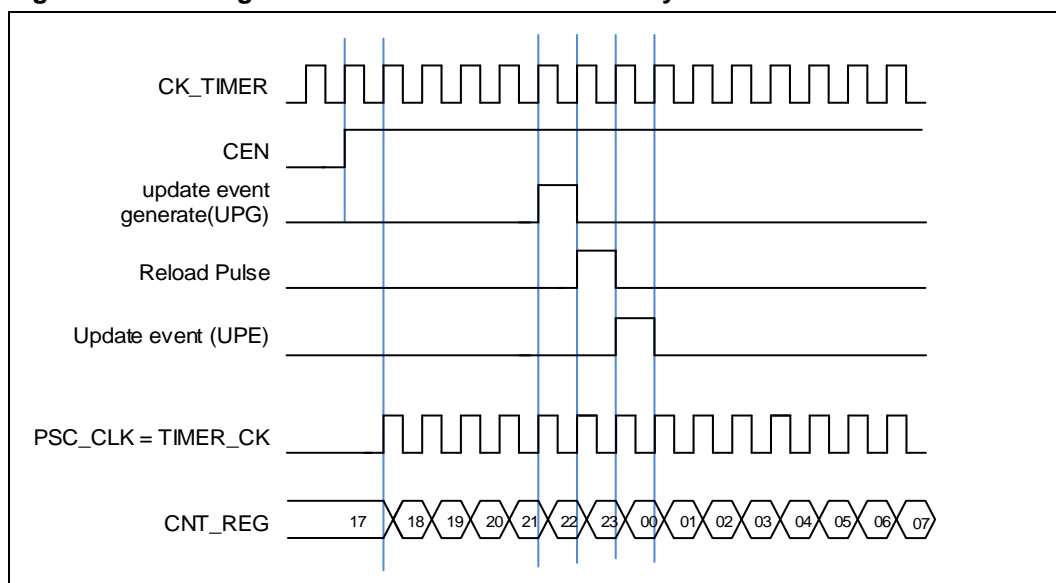 CK_TIMER
CEN
update event
generate(UPG)
Reload Pulse
Update event (UPE)
PSC_CLK = TIMER_CK
CNT_REG 17 18 19 20 21 22 23 00 01 02 03 04 05 06 07